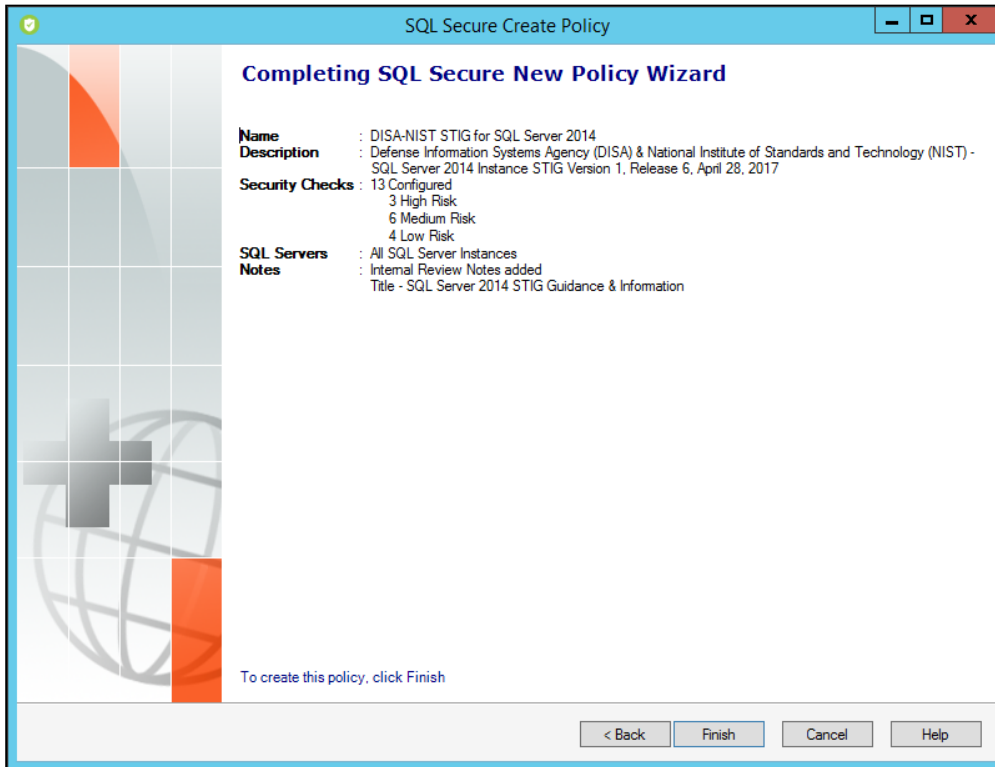 SQL Secure Create Policy
Completing SQL Secure New Policy Wizard
Name : DISA-NIST STIG for SQL Server 2014
Description : Defense Information Systems Agency (DISA) & National Institute of Standards and Technology (NIST) -
SQL Server 2014 Instance STIG Version 1, Release 6, April 28, 2017
Security Checks : 13 Configured
3 High Risk
6 Medium Risk
4 Low Risk
SQL Servers : All SQL Server Instances
Notes : Internal Review Notes added
Title - SQL Server 2014 STIG Guidance & Information
To create this policy, click Finish
< Back Finish Cancel Help